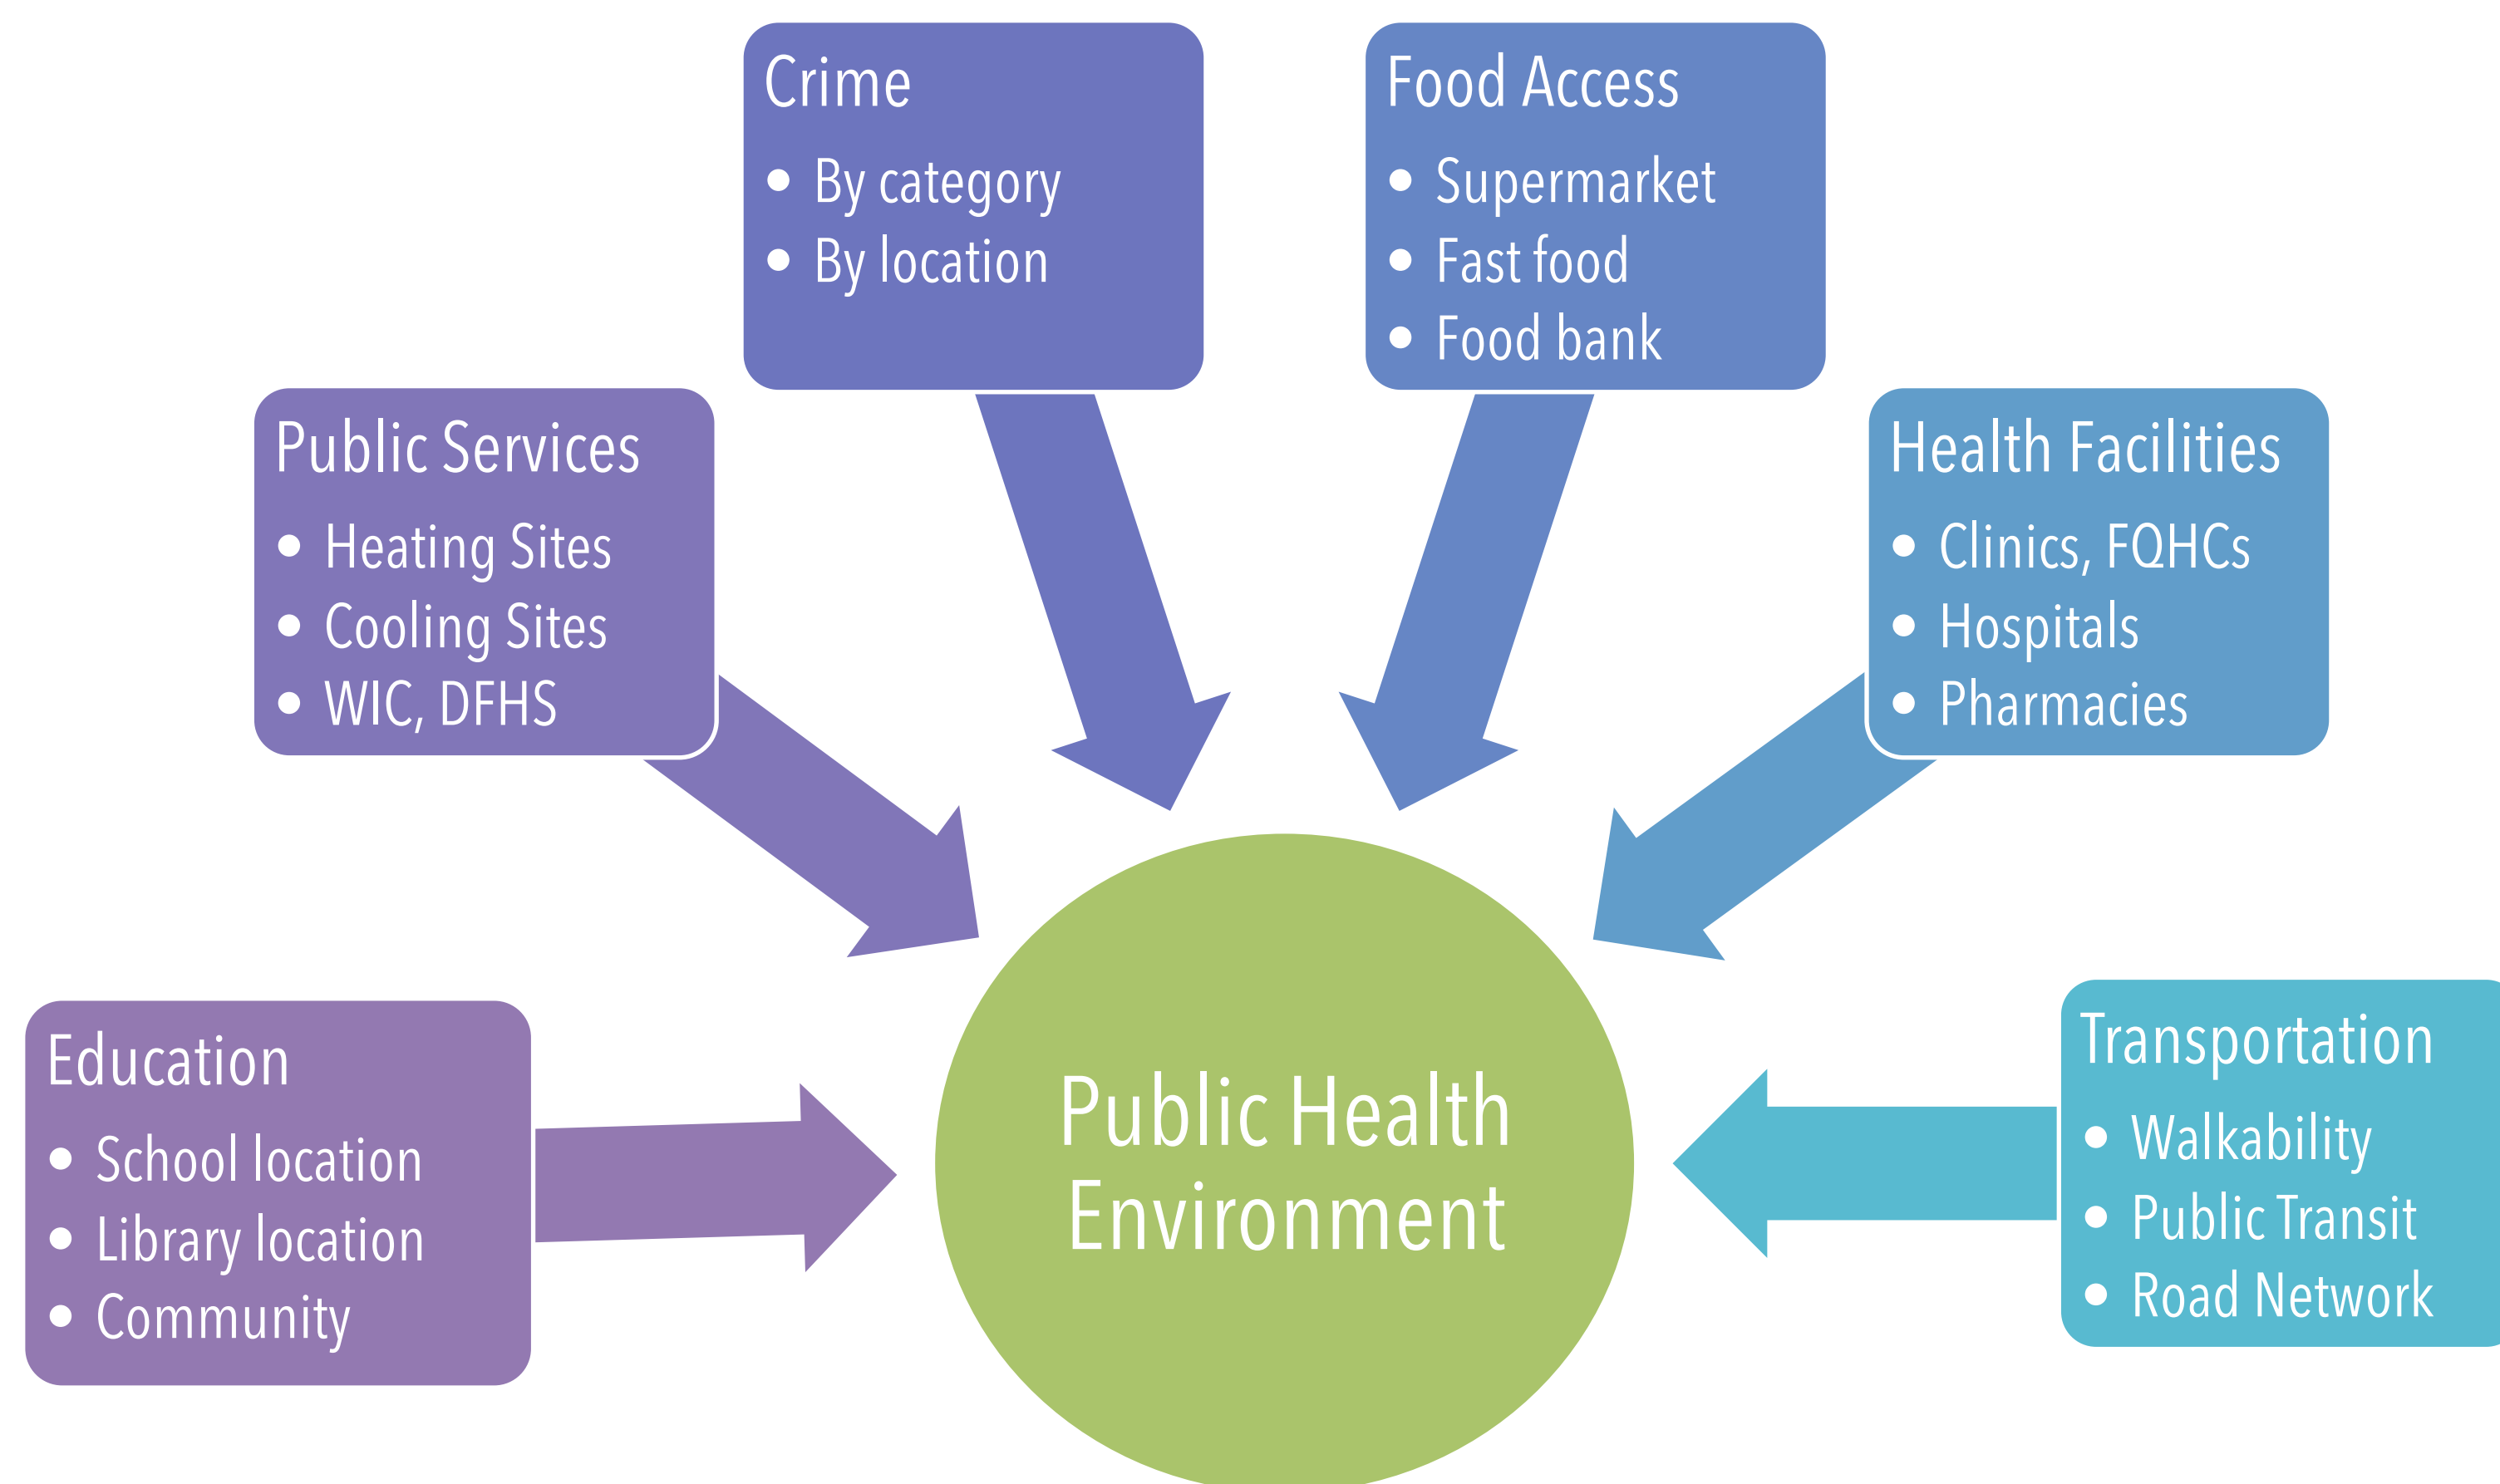 Crime
• By category
• By location
Food Access
• Supermarket
• Fast food
• Food bank
Public Services
• Heating Sites
• Cooling Sites
• WIC, DFHS
Health Facilities
• Clinics, FQHCs
• Hospitals
• Pharmacies
Education
• School location
• Library location
• Community
Public Health
Environment
Transportation
• Walkability
• Public Transit
• Road Network